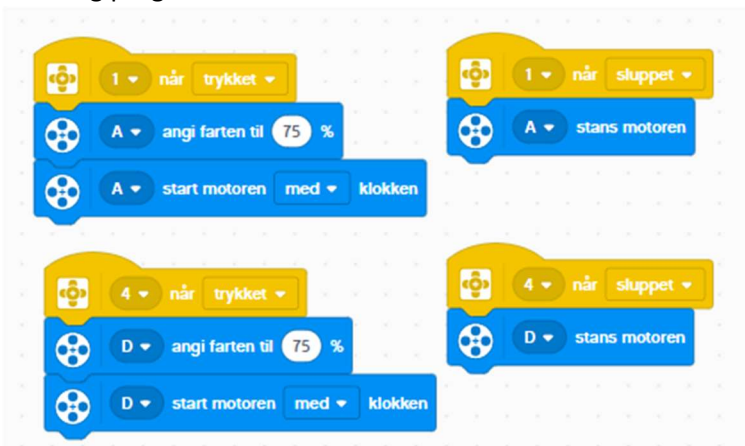 1 når trykket
A angi farten til 75 %
A start motoren med klokken
1 når sluppet
A stans motoren
4 når trykket
D angi farten til 75 %
D start motoren med klokken
4 når sluppet
D stans motoren